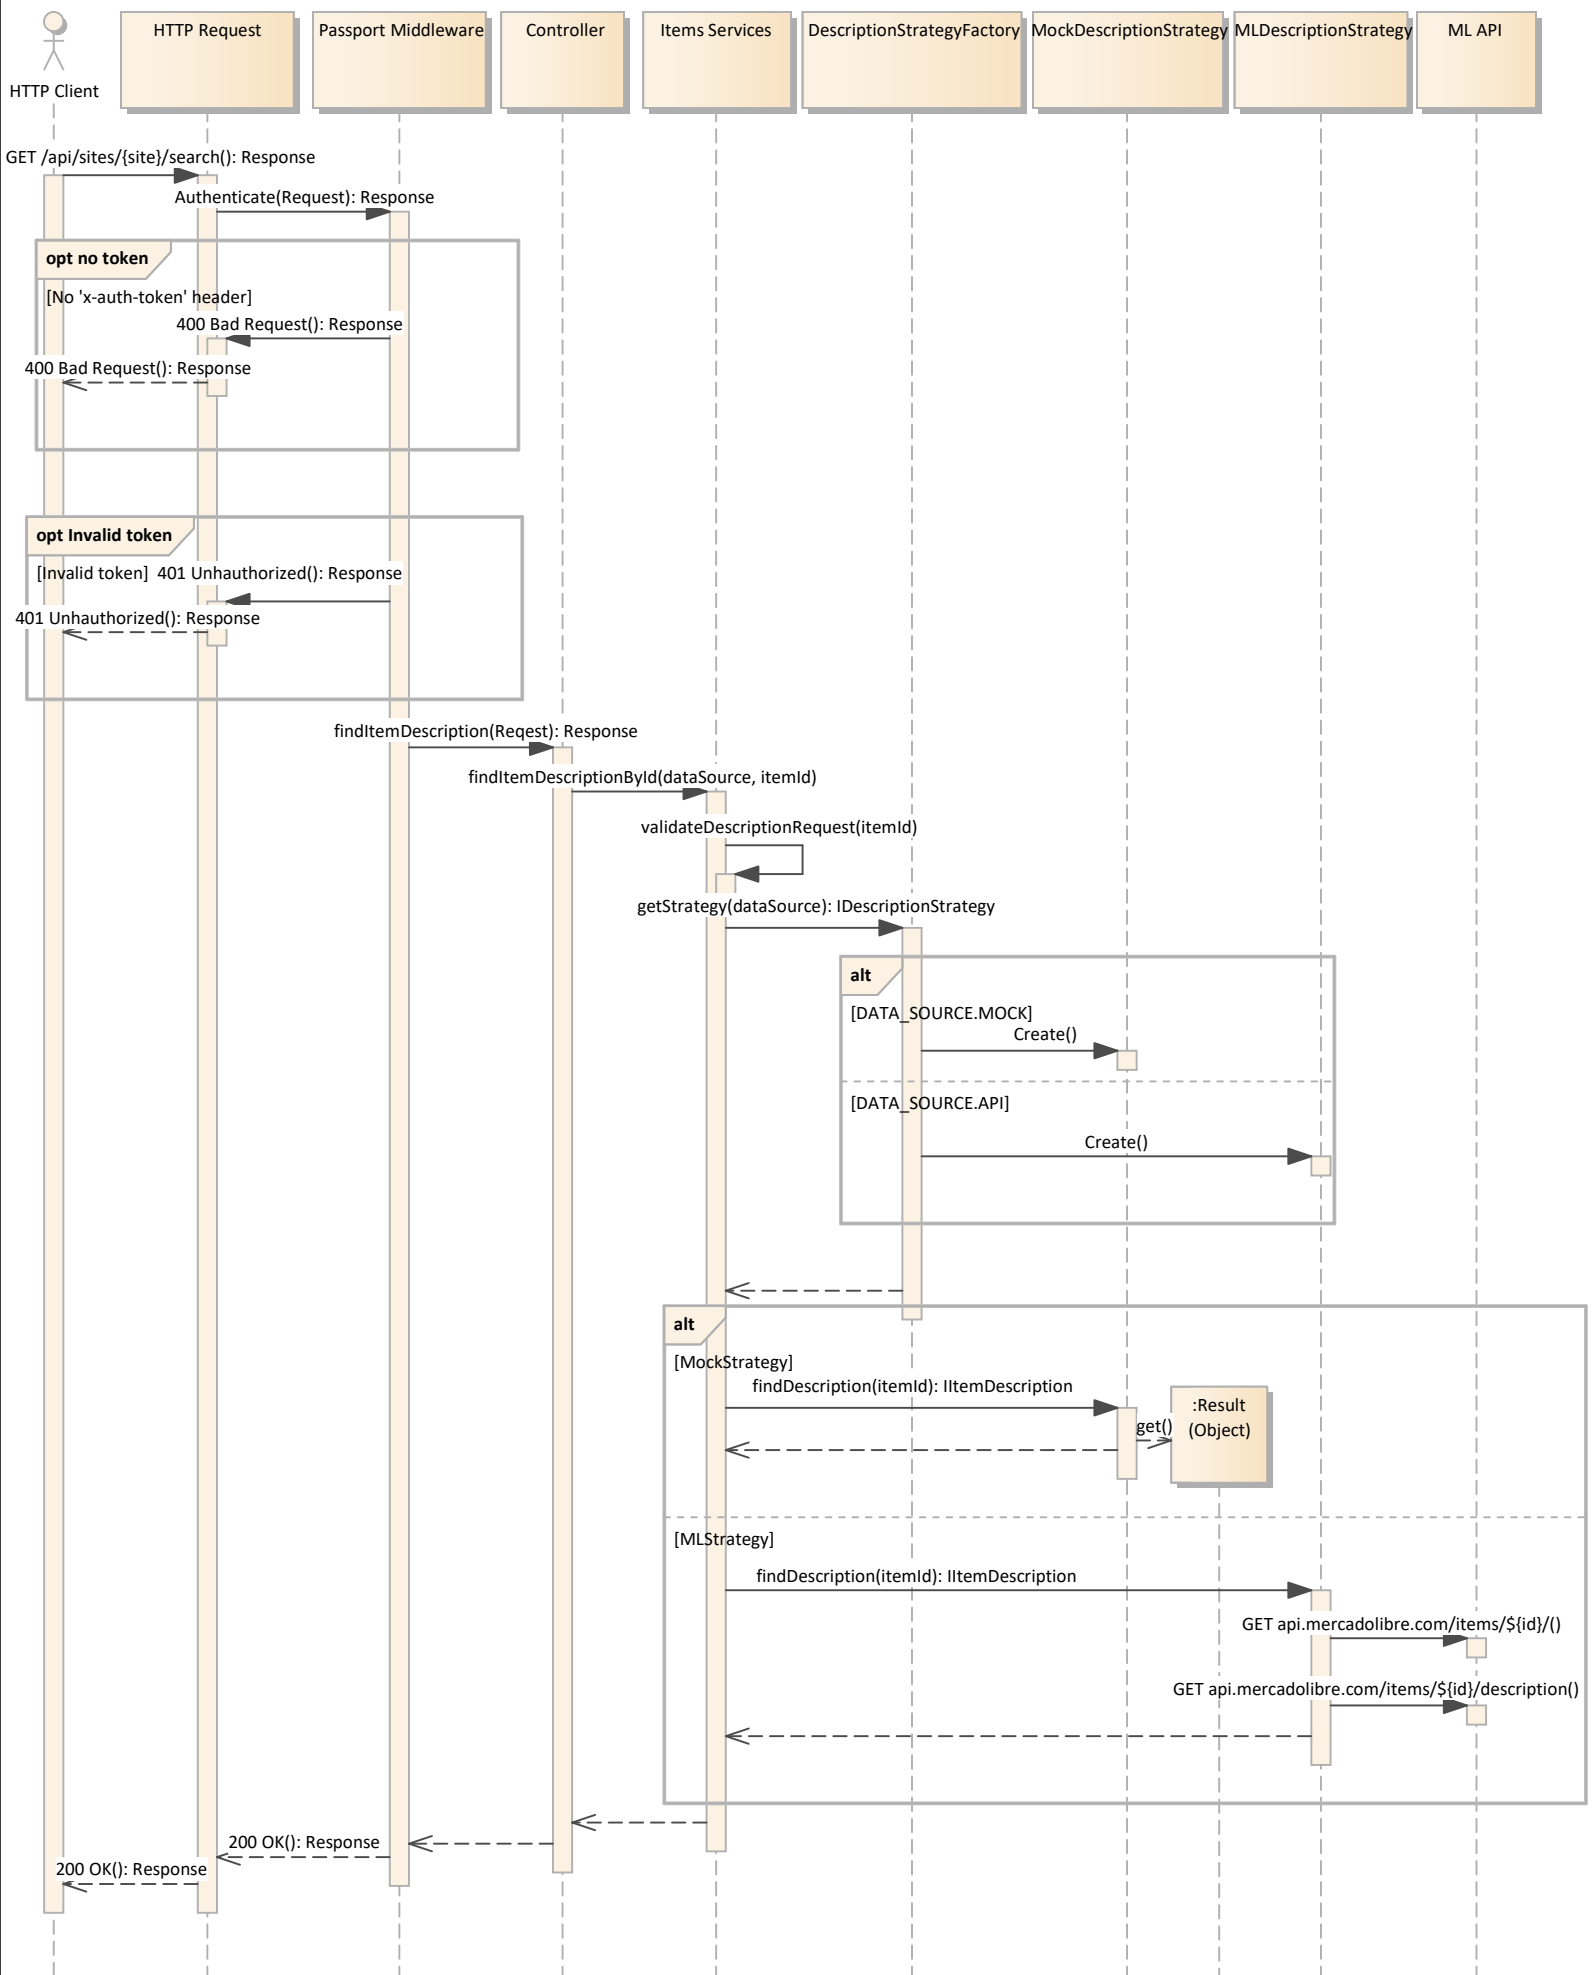 HTTP Request
Passport Middleware
Controller
Items Services
DescriptionStrategyFactory
MockDescriptionStrategy
MLDescriptionStrategy
ML API
HTTP Client
GET /api/sites/{site}/search(): Response
Authenticate(Request): Response
opt no token
[No 'x-auth-token' header]
400 Bad Request(): Response
400 Bad Request(): Response
opt Invalid token
[Invalid token]
401 Unhauthorized(): Response
401 Unhauthorized(): Response
findItemDescription(Reqest): Response
findItemDescriptionById(dataSource, itemId)
validateDescriptionRequest(itemId)
getStrategy(dataSource): IDescriptionStrategy
alt
[DATA_SOURCE.MOCK]
Create()
[DATA_SOURCE.API]
Create()
alt
[MockStrategy]
findDescription(itemId): IItemDescription
:Result
(Object)
get()
[MLStrategy]
findDescription(itemId): IItemDescription
GET api.mercadolibre.com/items/${id}/()
GET api.mercadolibre.com/items/${id}/description()
200 OK(): Response
200 OK(): Response